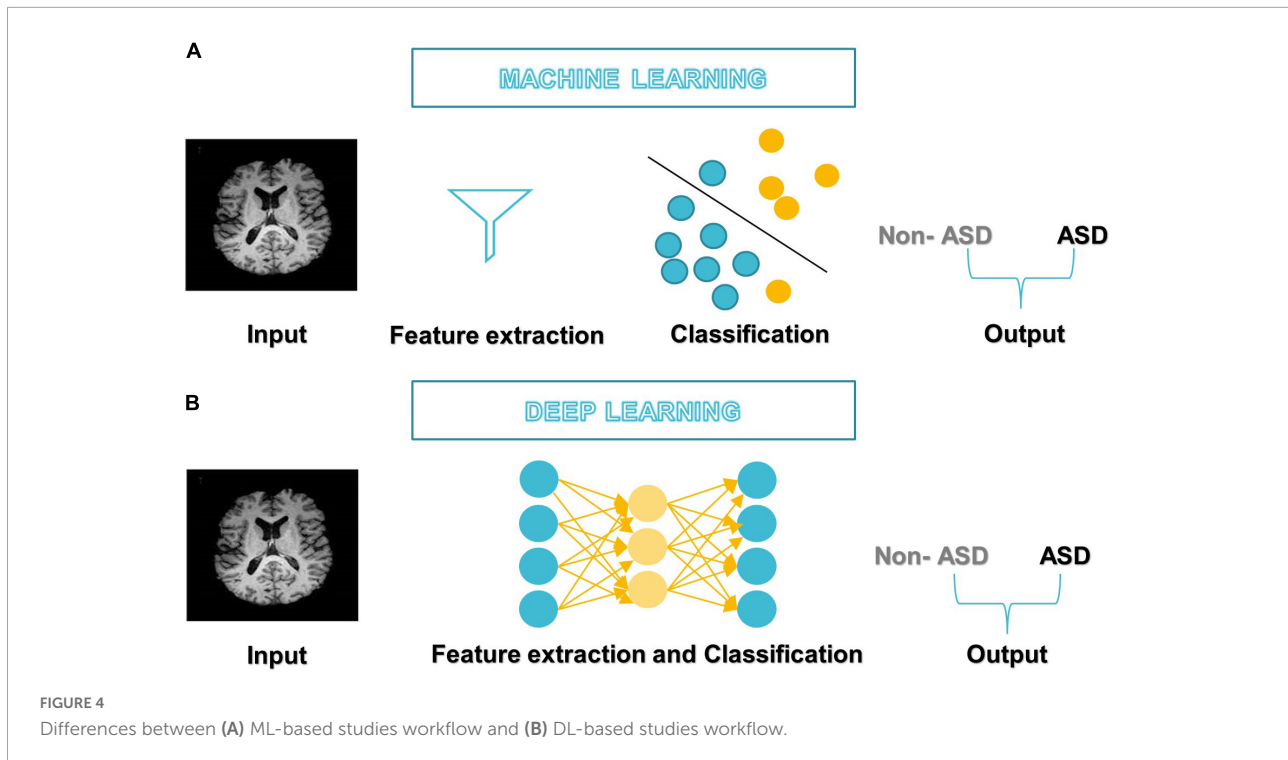 A
MACHINE LEARNING
Non- ASD ASD
Input Feature extraction Classification Output
B
DEEP LEARNING
Non- ASD ASD
Input Feature extraction and Classification Output
FIGURE 4
Differences between (A) ML-based studies workflow and (B) DL-based studies workflow.